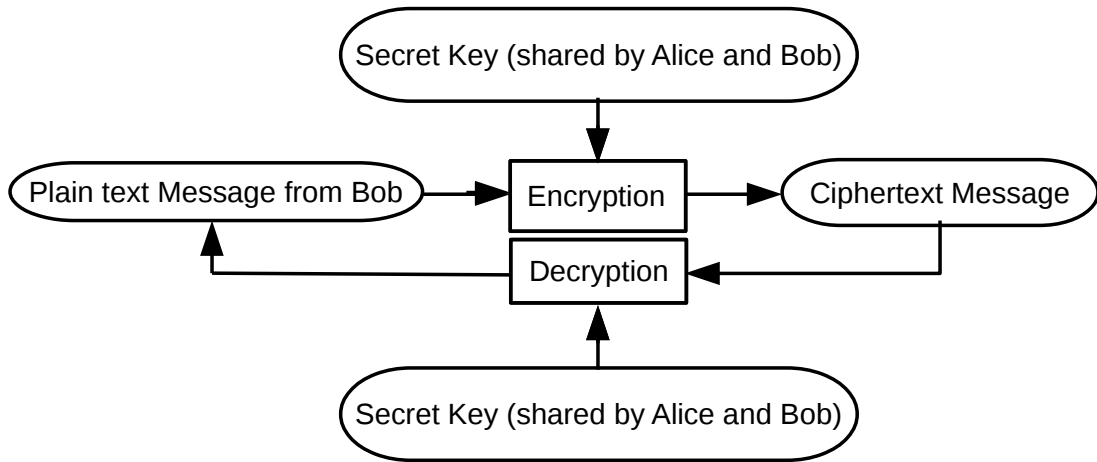 Secret Key (shared by Alice and Bob)
Plain text Message from Bob
Encryption
Ciphertext Message
Decryption
Secret Key (shared by Alice and Bob)